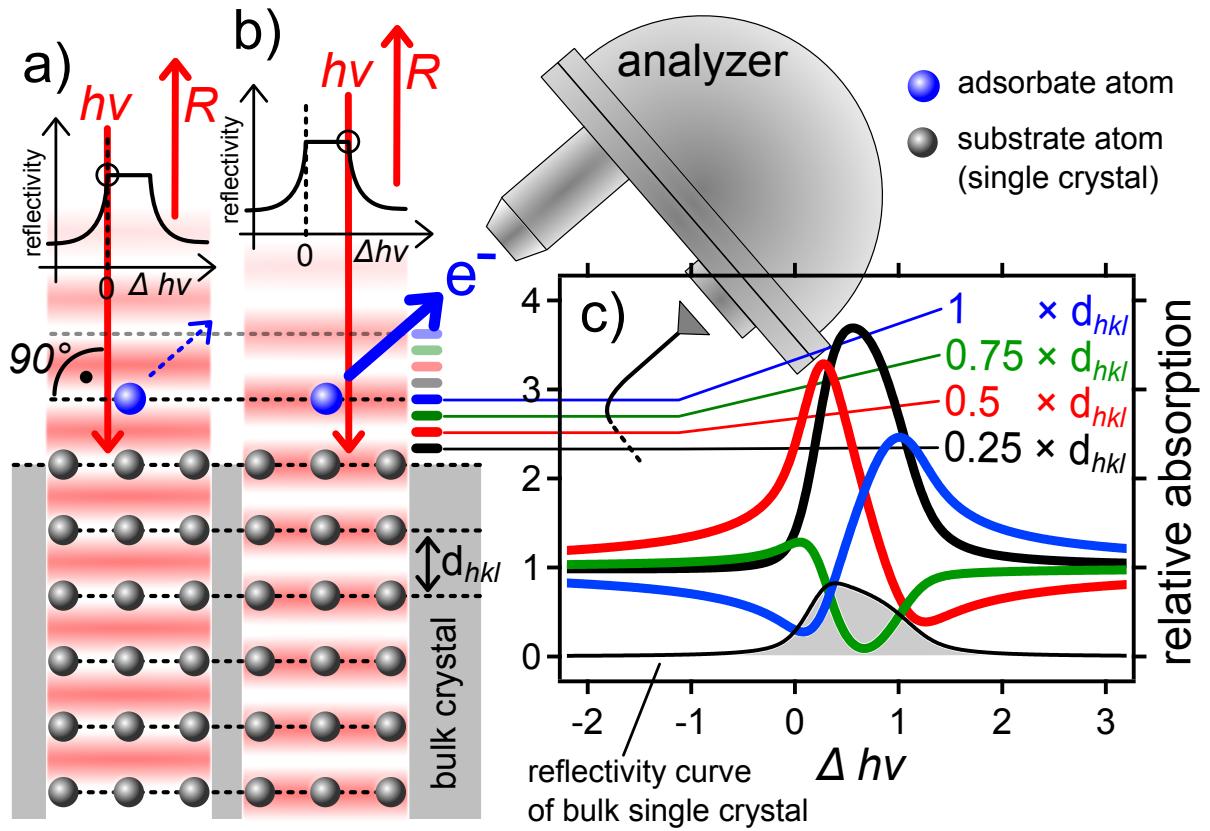 a)
hν
R
reflectivity
0
Δ hν
b)
hν
R
reflectivity
0
Δhν
analyzer
adsorbate atom
substrate atom
(single crystal)
e-
90°
d_hkl
bulk crystal
c)
1 × d_hkl
0.75 × d_hkl
0.5 × d_hkl
0.25 × d_hkl
4
3
2
1
0
relative absorption
-2 -1 0 1 2 3
Δ hν
reflectivity curve
of bulk single crystal